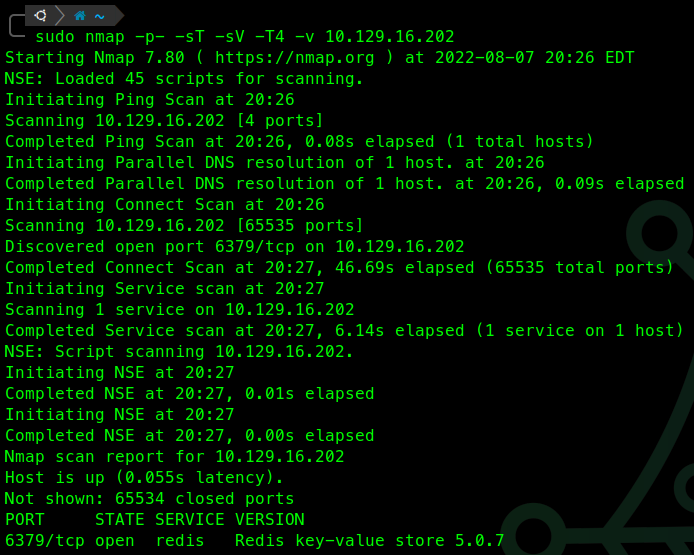 ~
sudo nmap -p- -sT -sV -T4 -v 10.129.16.202
Starting Nmap 7.80 ( https://nmap.org ) at 2022-08-07 20:26 EDT
NSE: Loaded 45 scripts for scanning.
Initiating Ping Scan at 20:26
Scanning 10.129.16.202 [4 ports]
Completed Ping Scan at 20:26, 0.08s elapsed (1 total hosts)
Initiating Parallel DNS resolution of 1 host. at 20:26
Completed Parallel DNS resolution of 1 host. at 20:26, 0.09s elapsed
Initiating Connect Scan at 20:26
Scanning 10.129.16.202 [65535 ports]
Discovered open port 6379/tcp on 10.129.16.202
Completed Connect Scan at 20:27, 46.69s elapsed (65535 total ports)
Initiating Service scan at 20:27
Scanning 1 service on 10.129.16.202
Completed Service scan at 20:27, 6.14s elapsed (1 service on 1 host)
NSE: Script scanning 10.129.16.202.
Initiating NSE at 20:27
Completed NSE at 20:27, 0.01s elapsed
Initiating NSE at 20:27
Completed NSE at 20:27, 0.00s elapsed
Nmap scan report for 10.129.16.202
Host is up (0.055s latency).
Not shown: 65534 closed ports
PORT     STATE SERVICE VERSION
6379/tcp open  redis   Redis key-value store 5.0.7